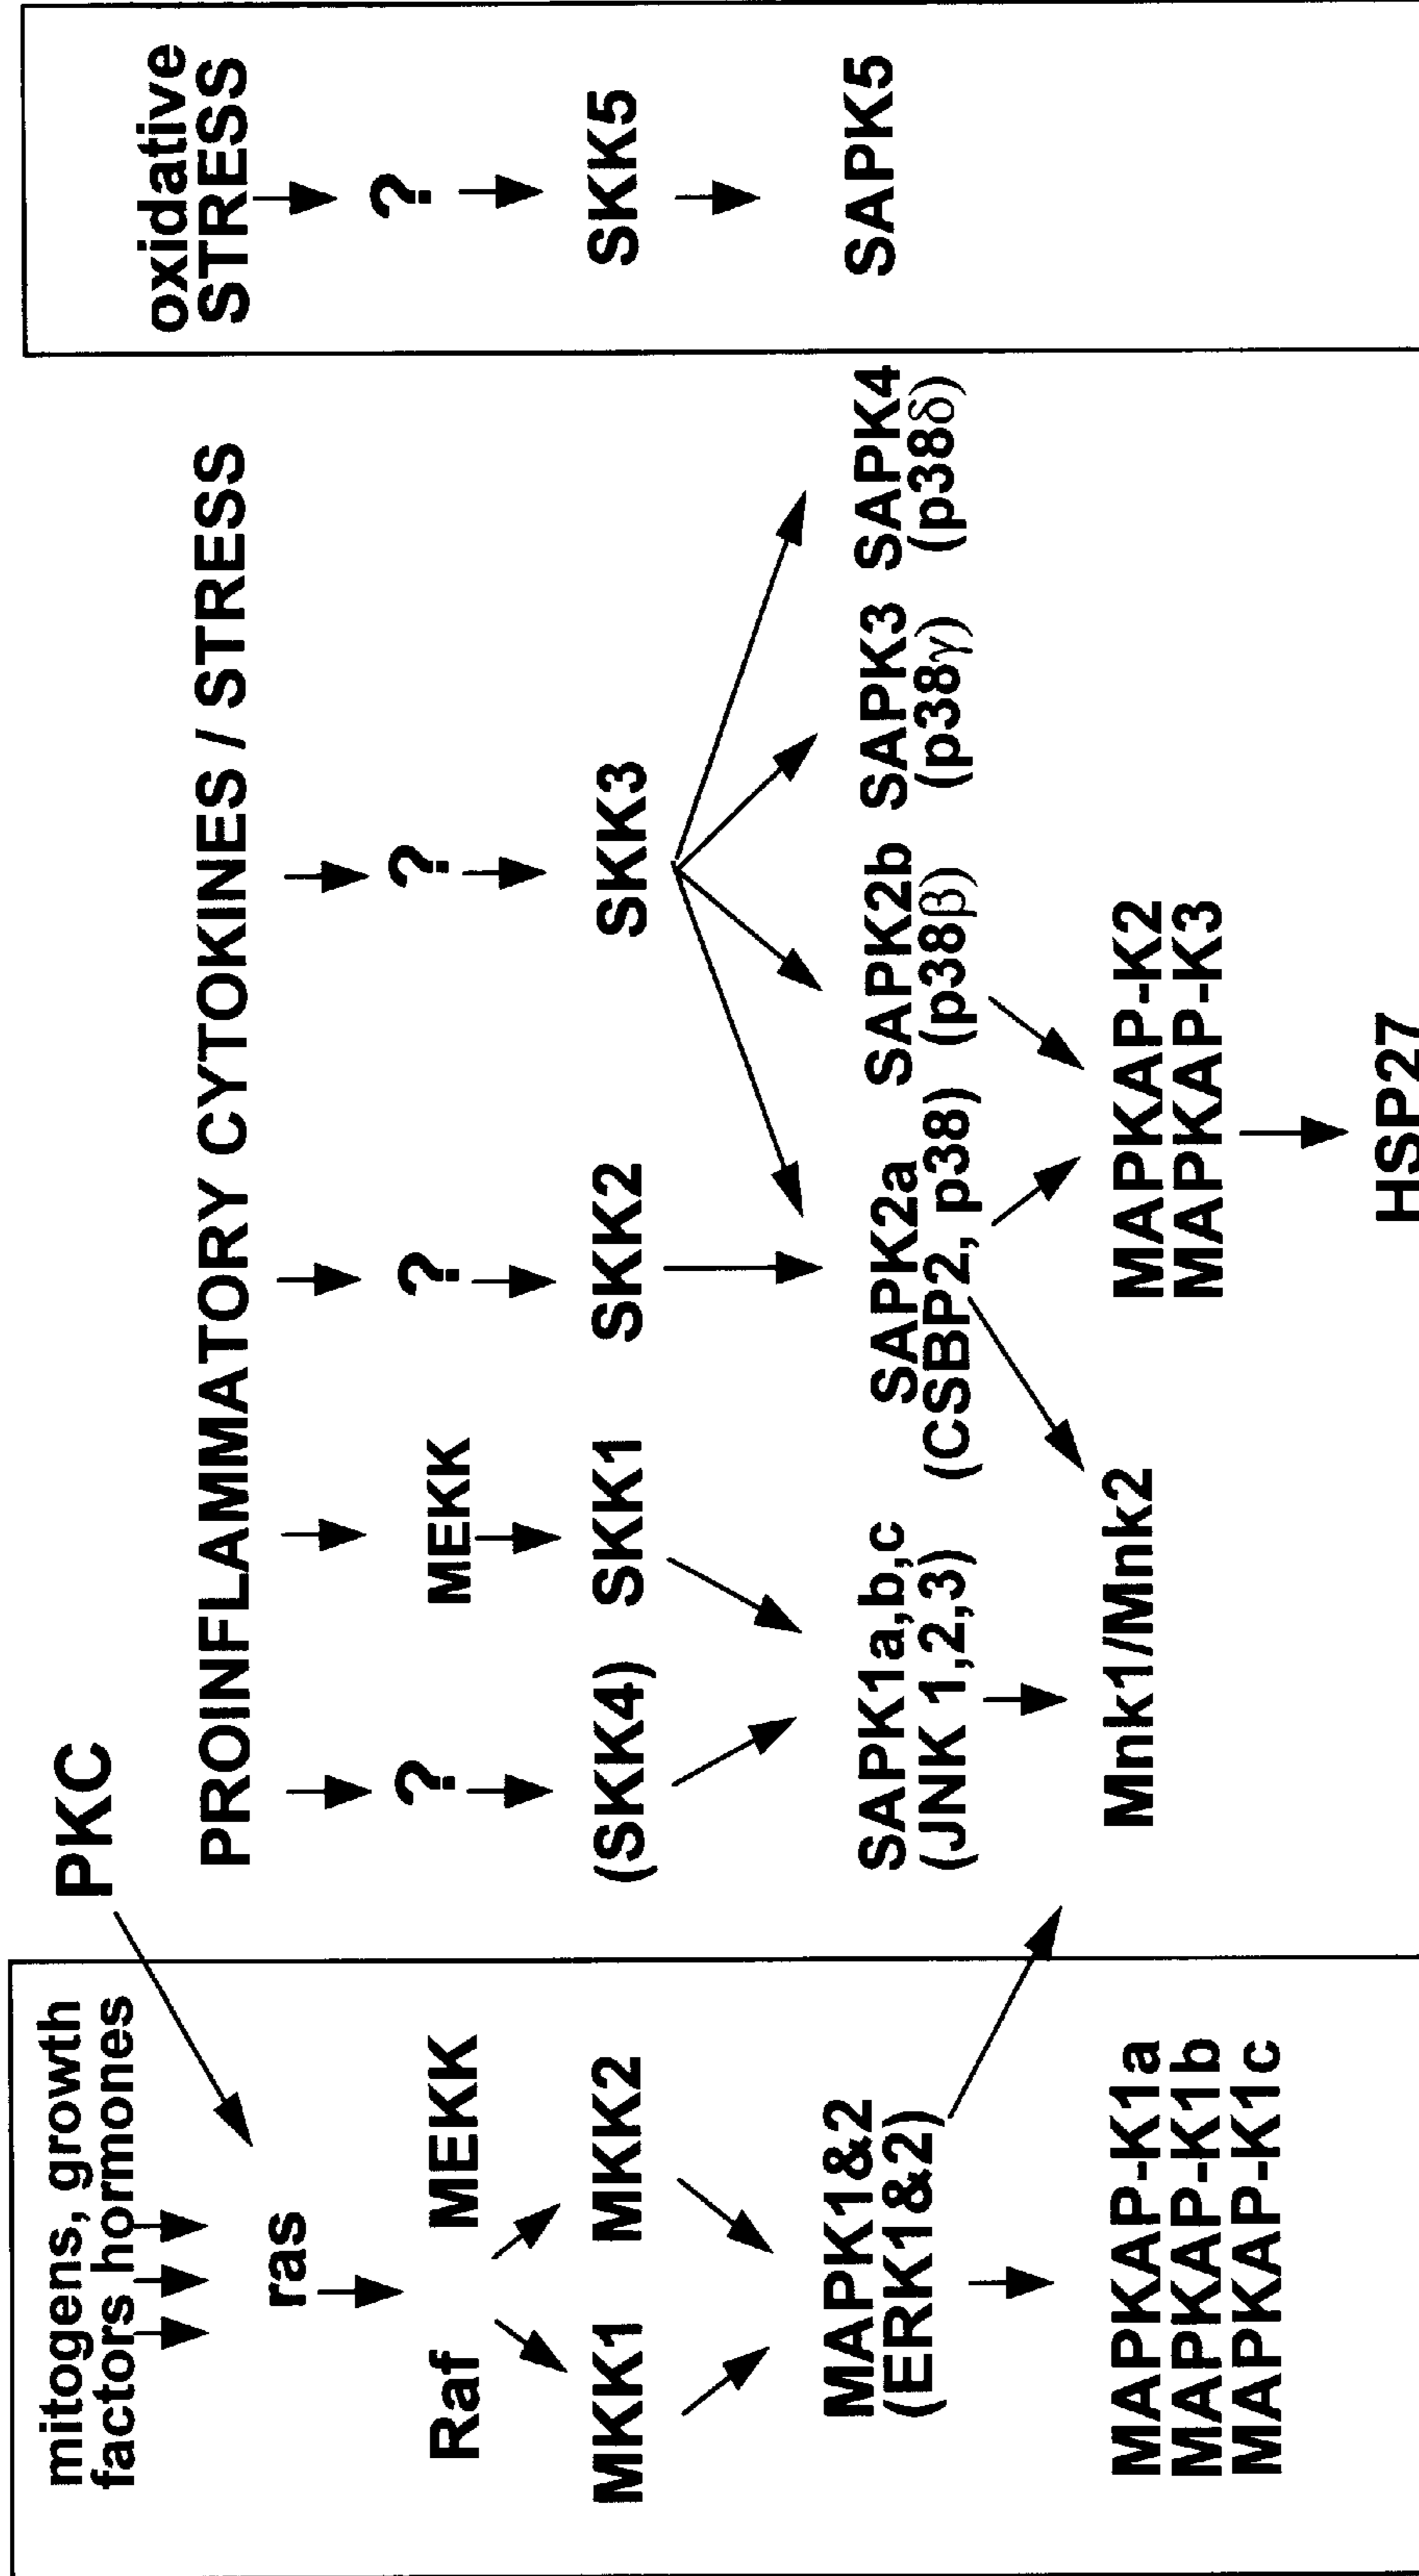 mitogens, growth
factors hormones
ras
Raf MEKK
MKK1 MKK2
MAPK1&2
(ERK1&2)
MAPKAP-K1a
MAPKAP-K1b
MAPKAP-K1c
PKC
PROINFLAMMATORY CYTOKINES / STRESS
? MEKK ? ?
(SKK4) SKK1 SKK2 SKK3
SAPK1a,b,c SAPK2a SAPK2b SAPK3 SAPK4
(JNK 1,2,3) (CSBP2, p38) (p38β) (p38γ) (p38δ)
Mnk1/Mnk2
MAPKAP-K2
MAPKAP-K3
HSP27
oxidative
STRESS
?
SKK5
SAPK5